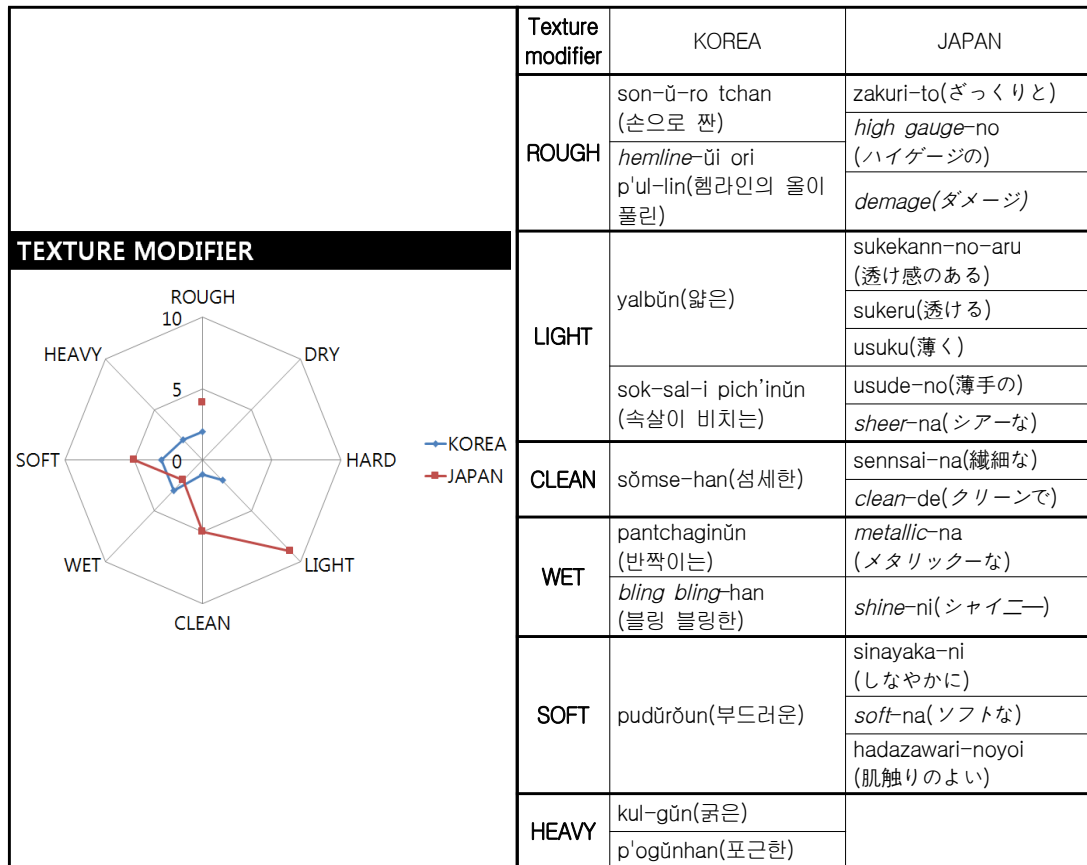 TEXTURE MODIFIER
ROUGH
10
HEAVY
DRY
5
SOFT
0
HARD
KOREA
JAPAN
WET
LIGHT
CLEAN
Texture
modifier
KOREA
JAPAN
ROUGH
son-ŭ-ro tchan
(손으로 짠)
hemline-ŭi ori
p'ul-lin(헴라인의 올이
풀린)
zakuri-to(ざっくりと)
high gauge-no
(ハイゲージの)
demage(ダメージ)
LIGHT
yalbŭn(얇은)
sok-sal-i pich’inŭn
(속살이 비치는)
sukekann-no-aru
(透け感のある)
sukeru(透ける)
usuku(薄く)
usude-no(薄手の)
sheer-na(シアーな)
CLEAN
sŏmse-han(섬세한)
sennsai-na(繊細な)
clean-de(クリーンで)
WET
pantchaginŭn
(반짝이는)
bling bling-han
(블링 블링한)
metallic-na
(メタリックーな)
shine-ni(シャイニ―)
SOFT
pudŭrŏun(부드러운)
sinayaka-ni
(しなやかに)
soft-na(ソフトな)
hadazawari-noyoi
(肌触りのよい)
HEAVY
kul-gŭn(굵은)
p'ogŭnhan(포근한)